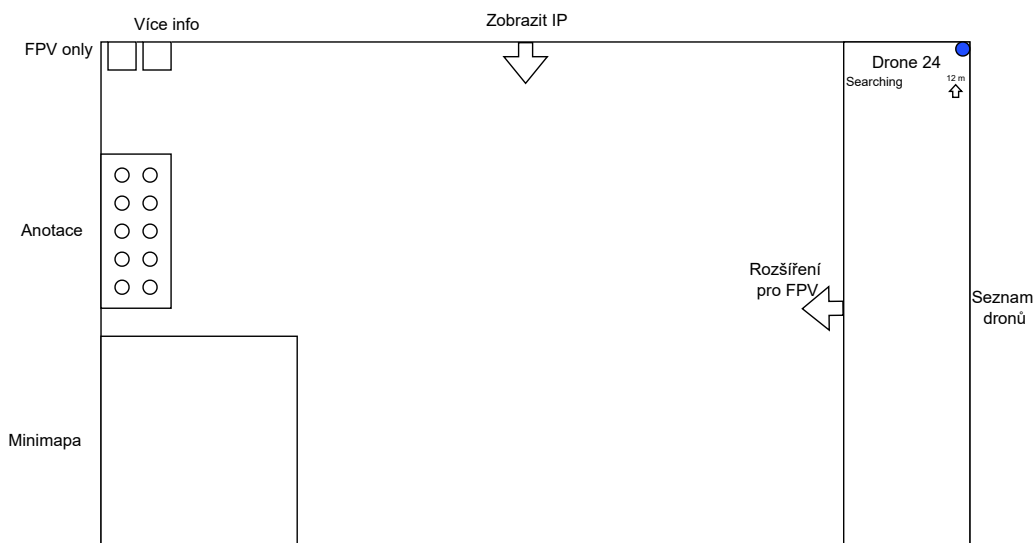 Více info
Zobrazit IP
FPV only
Drone 24
Searching
12 m
Anotace
Rozšíření
pro FPV
Seznam
dronů
Minimapa